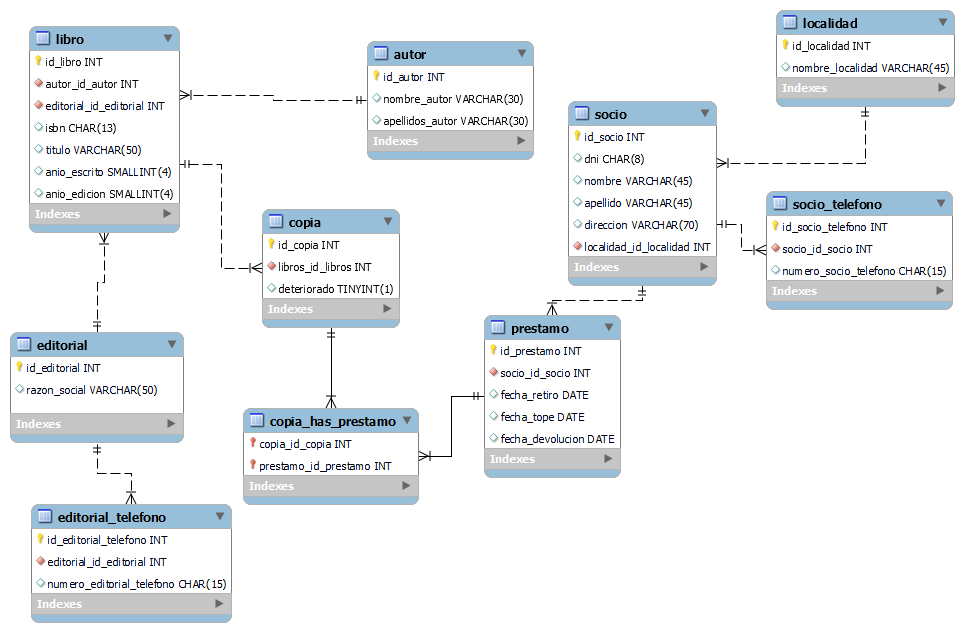 libro
id_libro INT
autor_id_autor INT
editorial_id_editorial INT
isbn CHAR(13)
titulo VARCHAR(50)
anio_escrito SMALLINT(4)
anio_edicion SMALLINT(4)
Indexes
autor
id_autor INT
nombre_autor VARCHAR(30)
apellidos_autor VARCHAR(30)
Indexes
localidad
id_localidad INT
nombre_localidad VARCHAR(45)
Indexes
socio
id_socio INT
dni CHAR(8)
nombre VARCHAR(45)
apellido VARCHAR(45)
direccion VARCHAR(70)
localidad_id_localidad INT
Indexes
socio_telefono
id_socio_telefono INT
socio_id_socio INT
numero_socio_telefono CHAR(15)
Indexes
copia
id_copia INT
libros_id_libros INT
deteriorado TINYINT(1)
Indexes
editorial
id_editorial INT
razon_social VARCHAR(50)
Indexes
prestamo
id_prestamo INT
socio_id_socio INT
fecha_retiro DATE
fecha_tope DATE
fecha_devolucion DATE
Indexes
copia_has_prestamo
copia_id_copia INT
prestamo_id_prestamo INT
Indexes
editorial_telefono
id_editorial_telefono INT
editorial_id_editorial INT
numero_editorial_telefono CHAR(15)
Indexes